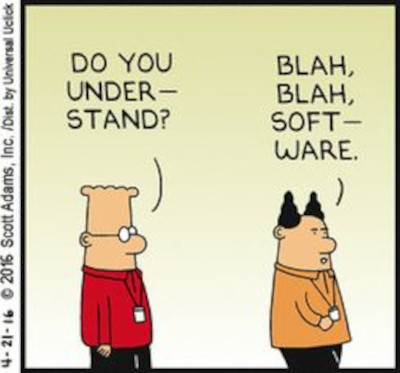 DO YOU
UNDER—
STAND?
BLAH,
BLAH,
SOFT—
WARE.
4-21-16 © 2016 Scott Adams, Inc. /Dist. by Universal Uclick